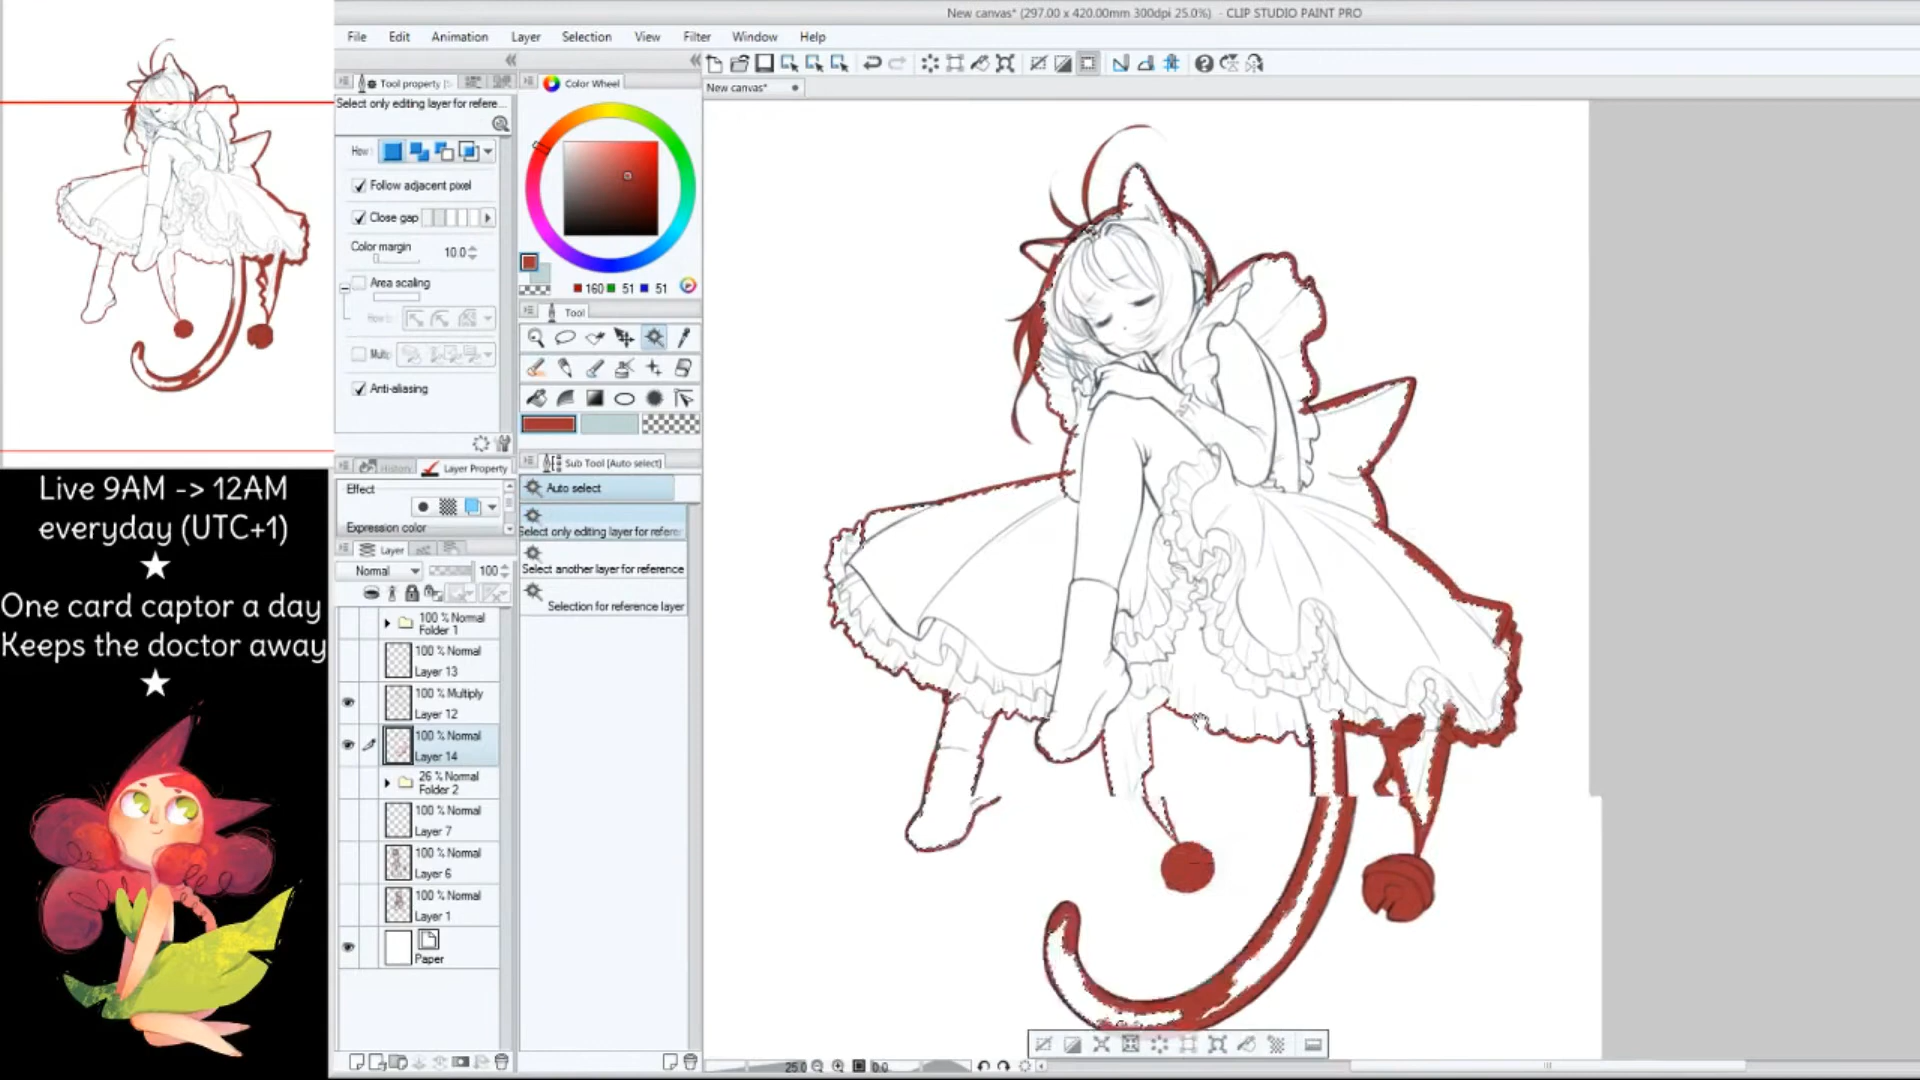 New canvas* (297.00 x 420.00mm 300dpi 25.0%) - CLIP STUDIO PAINT PRO
File Edit Animation Layer Selection View Filter Window Help
Tool property
Color Wheel
New canvas*
Select only editing layer for refere...
Follow adjacent pixel
Close gap
Color margin
10.0
Area scaling
Anti-aliasing
160 51 51
Tool
History
Layer Property
Effect
Expression color
Sub Tool [Auto select]
Auto select
Select only editing layer for refere
Select another layer for reference
Selection for reference layer
Layer
Normal 100
100 % Normal
Folder 1
100 % Normal
Layer 13
100 % Multiply
Layer 12
100 % Normal
Layer 14
26 % Normal
Folder 2
100 % Normal
Layer 7
100 % Normal
Layer 6
100 % Normal
Layer 1
Paper
Live 9AM -> 12AM
everyday (UTC+1)
One card captor a day
Keeps the doctor away
25.0
0.0